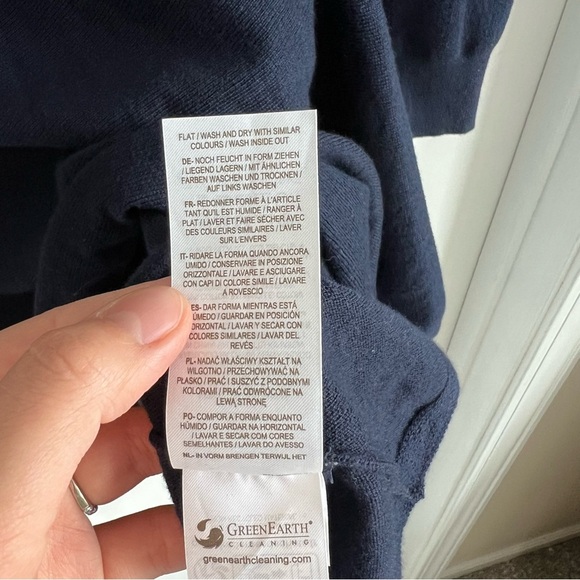 FLAT / WASH AND DRY WITH SIMILAR
COLOURS / WASH INSIDE OUT
DE- NOCH FEUCHT IN FORM ZIEHEN
/ LIEGEND LAGERN / MIT ÄHNLICHEN
FARBEN WASCHEN UND TROCKNEN /
/ AUF LINKS WASCHEN
FR- REDONNER FORME À L'ARTICLE
TANT QU'IL EST HUMIDE / RANGER À
PLAT / LAVER ET FAIRE SÉCHER AVEC
DES COULEURS SIMILAIRES / LAVER
SUR L'ENVERS
IT- RIDARE LA FORMA QUANDO ANCORA
UMIDO / CONSERVARE IN POSIZIONE
ORIZZONTALE / LAVARE E ASCIUGARE
CON CAPI DI COLORE SIMILE / LAVARE
A ROVESCIO
ES- DAR FORMA MIENTRAS ESTÁ
HÚMEDO / GUARDAR EN POSICIÓN
HORIZONTAL / LAVAR Y SECAR CON
COLORES SIMILARES / LAVAR DEL
REVÉS
PL- NADAĆ WŁAŚCIWY KSZTAŁT NA
WILGOTNO / PRZECHOWYWAĆ NA
PŁASKO / PRAĆ I SUSZYĆ Z PODOBNYMI
KOLORAMI / PRAĆ ODWRÓCONE NA
LEWĄ STRONĘ
PO- COMPOR A FORMA ENQUANTO
HÚMIDO / GUARDAR NA HORIZONTAL
/ LAVAR E SECAR COM CORES
SEMELHANTES / LAVAR DO AVESSO
NL- IN VORM BRENGEN TERWIJL HET
GREENEARTH®
CLEANING
greenearthcleaning.com